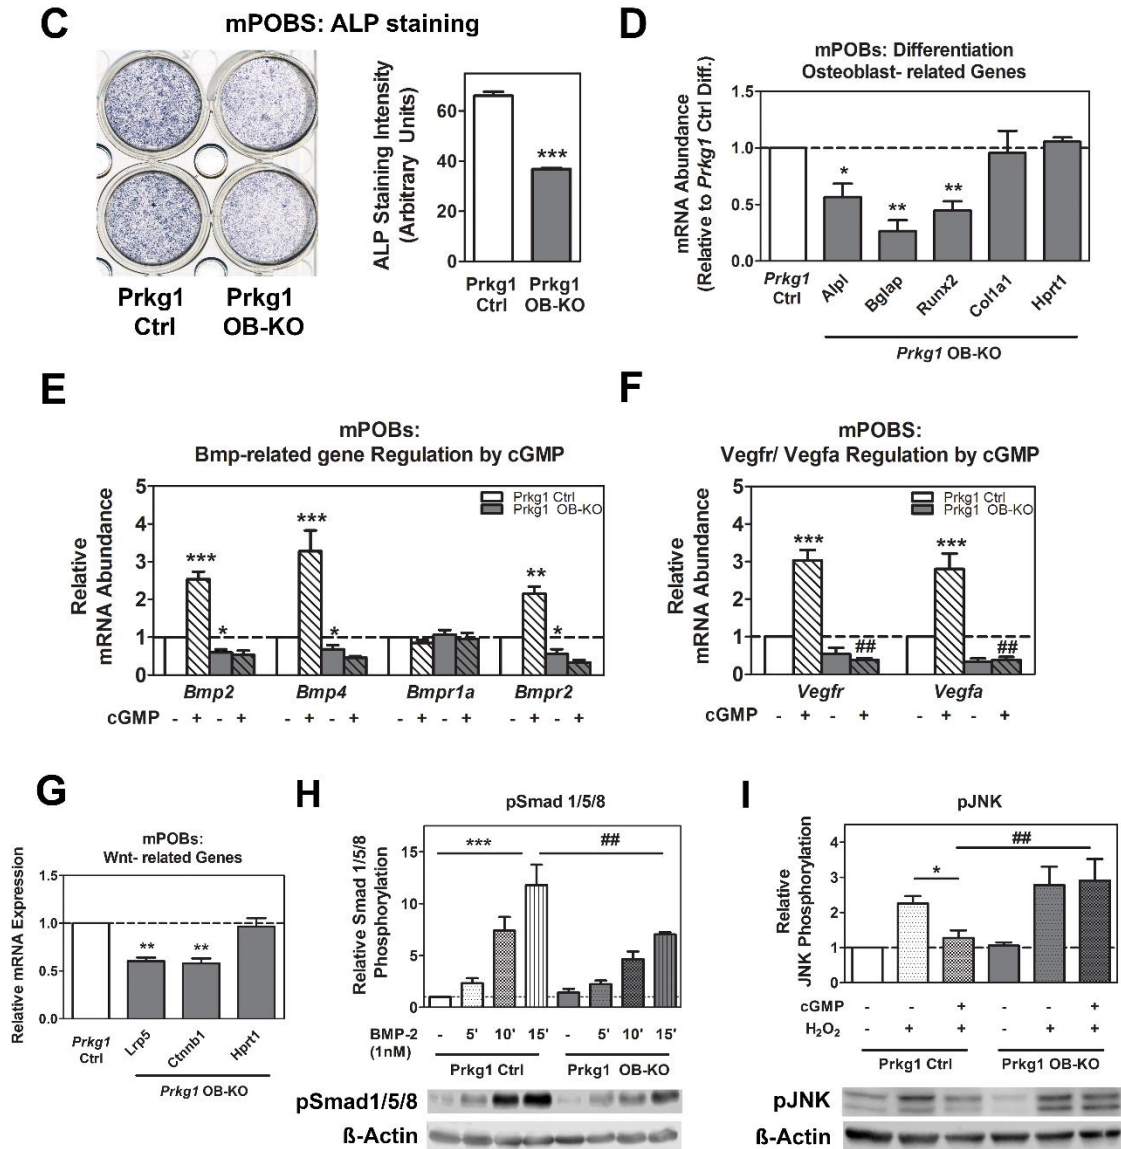 C
mPOBS: ALP staining
Prkg1
Ctrl
Prkg1
OB-KO
ALP Staining Intensity
(Arbitrary Units)
60
40
20
0
Prkg1
Ctrl
Prkg1
OB-KO
***
D
mPOBs: Differentiation
Osteoblast- related Genes
mRNA Abundance
(Relative to Prkg1 Ctrl Diff.)
1.5
1.0
0.5
0.0
*
**
**
Prkg1
Ctrl
Alpl
Bglap
Runx2
Col1a1
Hprt1
Prkg1 OB-KO
E
mPOBs:
Bmp-related gene Regulation by cGMP
Relative
mRNA Abundance
5
4
3
2
1
0
Prkg1 Ctrl
Prkg1 OB-KO
***
*
***
*
**
*
Bmp2 Bmp4 Bmpr1a Bmpr2
cGMP - + - + - + - + - + - + - + - +
F
mPOBS:
Vegfr/ Vegfa Regulation by cGMP
Relative
mRNA Abundance
5
4
3
2
1
0
Prkg1 Ctrl
Prkg1 OB-KO
***
##
***
##
Vegfr Vegfa
cGMP - + - + - + - +
G
mPOBs:
Wnt- related Genes
Relative mRNA Expression
1.5
1.0
0.5
0.0
**
**
Prkg1
Ctrl
Lrp5
Ctnnb1
Hprt1
Prkg1 OB-KO
H
pSmad 1/5/8
Relative Smad 1/5/8
Phosphorylation
15
10
5
0
***
##
BMP-2 - 5' 10' 15' - 5' 10' 15'
(1nM)
Prkg1 Ctrl Prkg1 OB-KO
pSmad1/5/8
ß-Actin
I
pJNK
Relative
JNK Phosphorylation
4
3
2
1
0
*
##
cGMP - - + - - +
H₂O₂ - + + - + +
Prkg1 Ctrl Prkg1 OB-KO
pJNK
ß-Actin